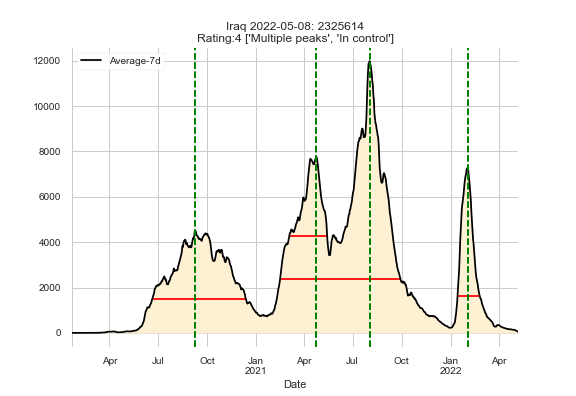 Iraq 2022-05-08: 2325614
Rating:4 ['Multiple peaks', 'In control']
Average-7d
12000
10000
8000
6000
4000
2000
0
Apr Jul Oct Jan Apr Jul Oct Jan Apr
2021 2022
Date